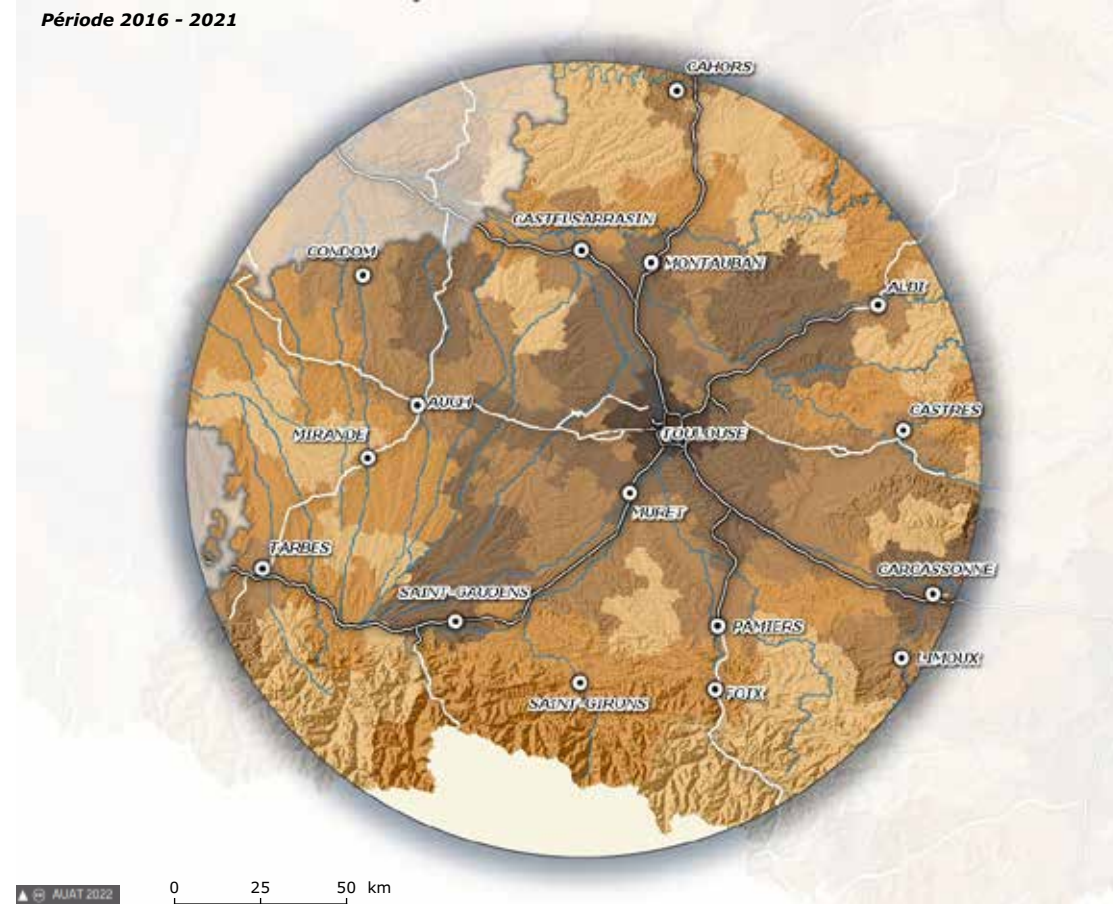 Période 2016 - 2021
CAHORS
CASTELSARRASIN
CONDOM
MONTAUBAN
ALBI
AUCH
CASTRES
MIRANDE
TOULOUSE
MURET
TARBES
CARCASSONNE
SAINT-GAUDENS
PAMIERS
LIMOUX
FOIX
SAINT-GIRONS
AUAT 2022
0 25 50 km